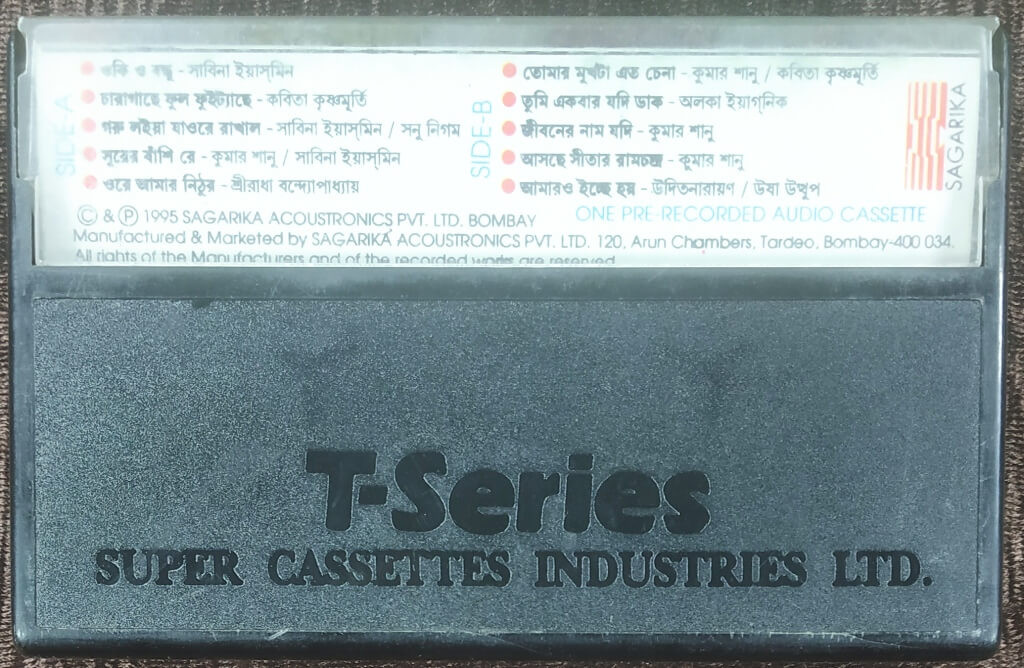 SIDE-A
ওকি ও বন্ধু - সাবিনা ইয়াস্‌মিন
চারাগাছে ফুল ফুইট্যাছে - কবিতা কৃষ্ণমূর্তি
গরু লইয়া যাওরে রাখাল - সাবিনা ইয়াস্‌মিন / সনু নিগম
সুরের বাঁশি রে - কুমার শানু / সাবিনা ইয়াস্‌মিন
ওরে আমার নিঠুর - শ্রীরাধা বন্দ্যোপাধ্যায়
SIDE-B
তোমার মুখটা এত চেনা - কুমার শানু / কবিতা কৃষ্ণমূর্তি
তুমি একবার যদি ডাক - অলকা ইয়াগ্‌নিক
জীবনের নাম যদি - কুমার শানু
আসছে সীতার রামচন্দ্র - কুমার শানু
আমারও ইচ্ছে হয় - উদিতনারায়ণ / উষা উত্থুপ
SAGARIKA
© & ℗ 1995 SAGARIKA ACOUSTRONICS PVT. LTD. BOMBAY
ONE PRE-RECORDED AUDIO CASSETTE
Manufactured & Marketed by SAGARIKA ACOUSTRONICS PVT. LTD. 120, Arun Chambers, Tardeo, Bombay-400 034.
All rights of the Manufacturers and of the recorded works are reserved
T-Series
SUPER CASSETTES INDUSTRIES LTD.